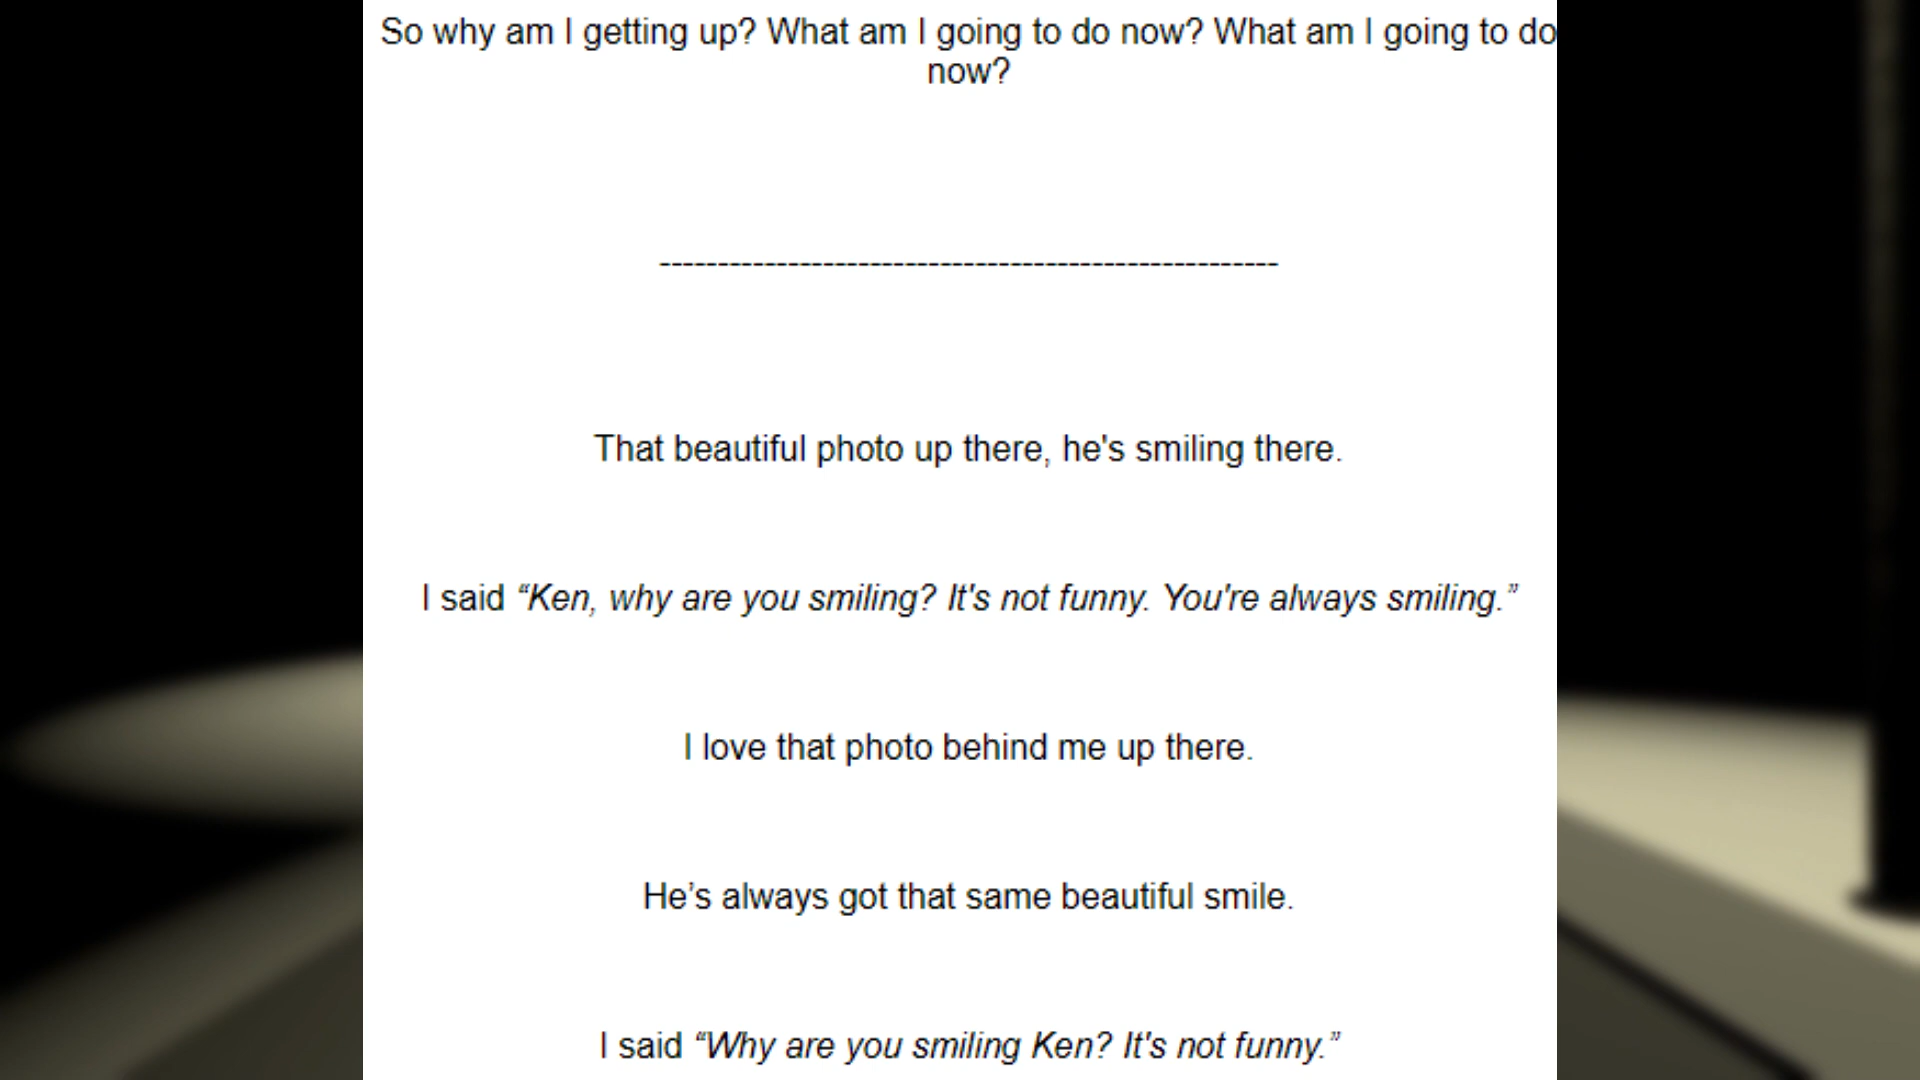 So why am I getting up? What am I going to do now? What am I going to do
now?
-----------------------------------------------------
That beautiful photo up there, he's smiling there.
I said “Ken, why are you smiling? It's not funny. You're always smiling.”
I love that photo behind me up there.
He’s always got that same beautiful smile.
I said “Why are you smiling Ken? It's not funny.”